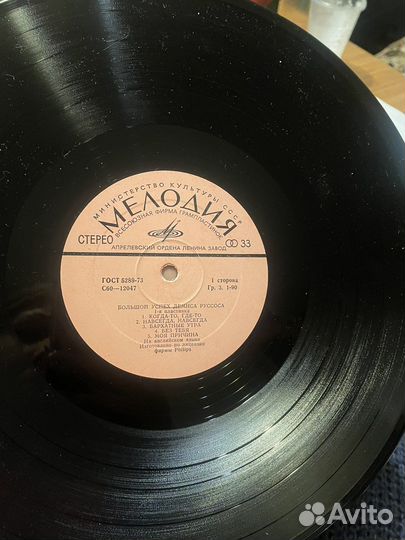 МИНИСТЕРСТВО КУЛЬТУРЫ СССР
МЕЛОДИЯ
ВСЕСОЮЗНАЯ ФИРМА ГРАМПЛАСТИНОК
СТЕРЕО
33
АПРЕЛЕВСКИЙ ОРДЕНА ЛЕНИНА ЗАВОД
ГОСТ 5289-73 1 сторона
С60—12047 Гр. 3. 1-90
БОЛЬШОЙ УСПЕХ ДЕМИСА РУССОСА
1-я пластинка
1. КОГДА-ТО, ГДЕ-ТО
2. НАВСЕГДА, НАВСЕГДА
3. БАРХАТНЫЕ УТРА
4. БЕЗ ТЕБЯ
5. МОЯ ПРИЧИНА
На английском языке
Изготовлено по лицензии
фирмы Philips
Avito